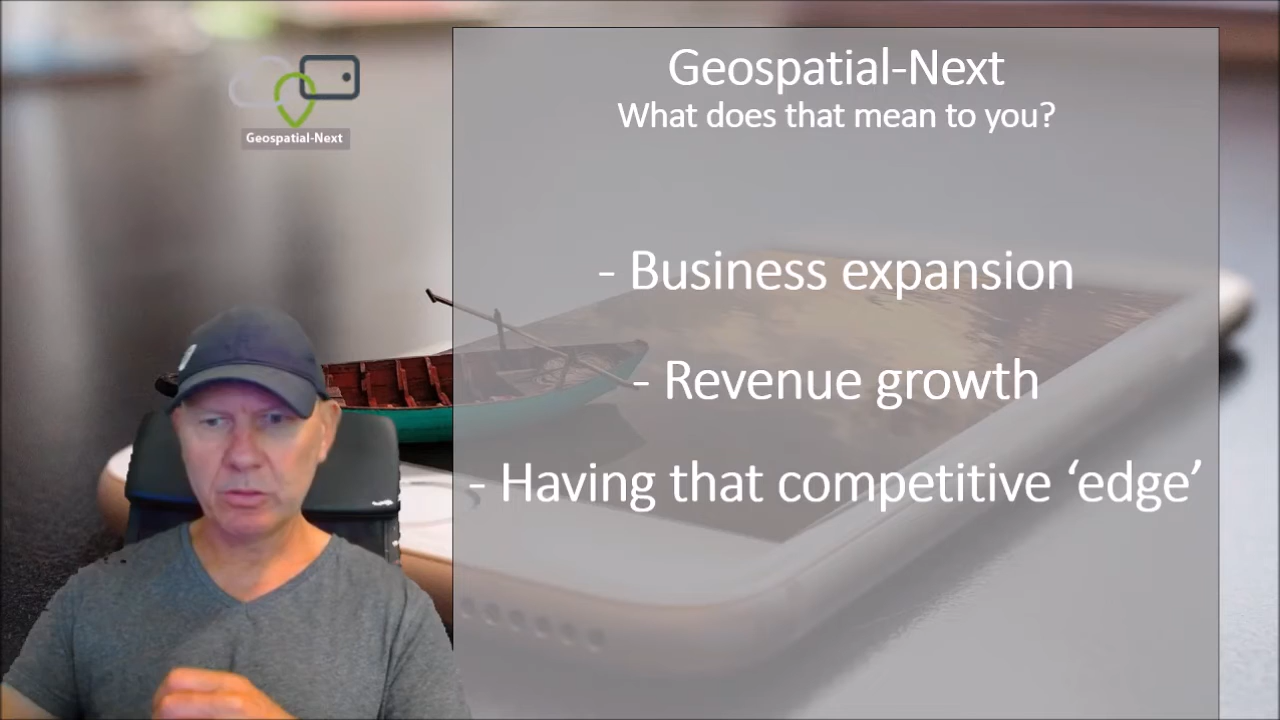 Geospatial-Next
Geospatial-Next
What does that mean to you?
- Business expansion
- Revenue growth
- Having that competitive ‘edge’